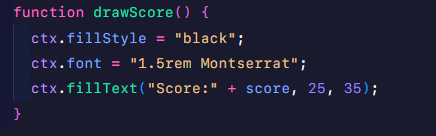 function drawScore() {
  ctx.fillStyle = "black";
  ctx.font = "1.5rem Montserrat";
  ctx.fillText("Score:" + score, 25, 35);
}